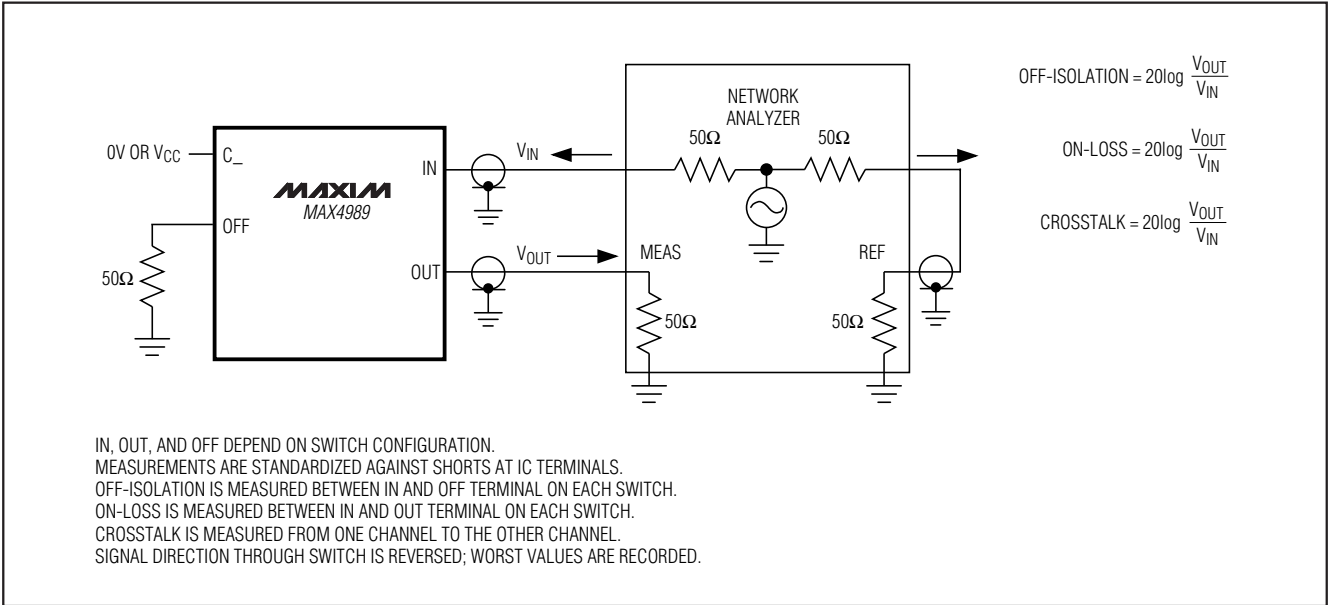 NETWORK
ANALYZER
50Ω
50Ω
OFF-ISOLATION = 20log VOUT
VIN
0V OR VCC
C_
IN
VIN
ON-LOSS = 20log VOUT
VIN
MAXIM
MAX4989
OFF
CROSSTALK = 20log VOUT
VIN
50Ω
OUT
VOUT
MEAS
REF
50Ω
50Ω
IN, OUT, AND OFF DEPEND ON SWITCH CONFIGURATION.
MEASUREMENTS ARE STANDARDIZED AGAINST SHORTS AT IC TERMINALS.
OFF-ISOLATION IS MEASURED BETWEEN IN AND OFF TERMINAL ON EACH SWITCH.
ON-LOSS IS MEASURED BETWEEN IN AND OUT TERMINAL ON EACH SWITCH.
CROSSTALK IS MEASURED FROM ONE CHANNEL TO THE OTHER CHANNEL.
SIGNAL DIRECTION THROUGH SWITCH IS REVERSED; WORST VALUES ARE RECORDED.